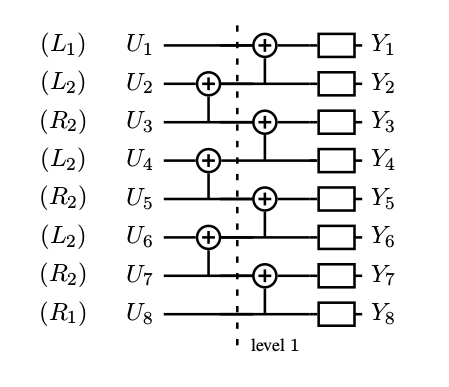 (L₁) U₁ Y₁
(L₂) U₂ Y₂
(R₂) U₃ Y₃
(L₂) U₄ Y₄
(R₂) U₅ Y₅
(L₂) U₆ Y₆
(R₂) U₇ Y₇
(R₁) U₈ Y₈
level 1